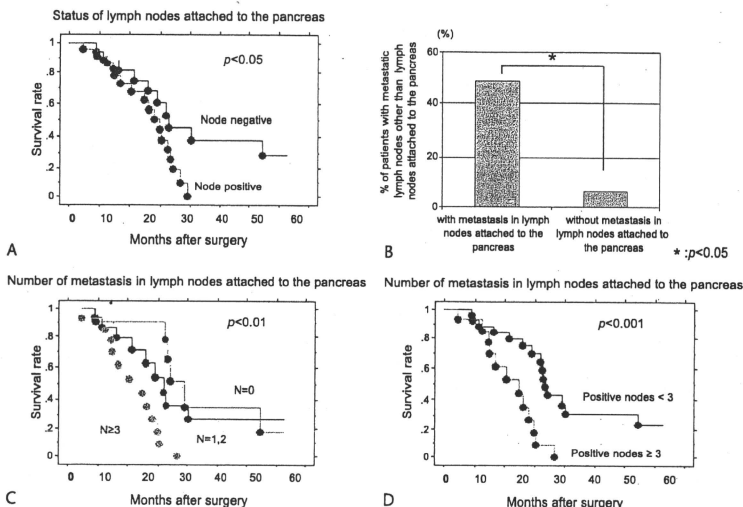 Status of lymph nodes attached to the pancreas
Survival rate
1
.8
.6
.4
.2
0
p<0.05
Node negative
Node positive
0 10 20 30 40 50 60
Months after surgery
A
(%)
% of patients with metastatic
lymph nodes other than lymph
nodes attached to the pancreas
60
40
20
0
*
with metastasis in lymph
nodes attached to the
pancreas
without metastasis in
lymph nodes attached to
the pancreas
* :p<0.05
B
Number of metastasis in lymph nodes attached to the pancreas
Survival rate
1
.8
.6
.4
.2
0
p<0.01
N=0
N≥3
N=1,2
0 10 20 30 40 50 60
Months after surgery
C
Number of metastasis in lymph nodes attached to the pancreas
Survival rate
1
.8
.6
.4
.2
0
p<0.001
Positive nodes < 3
Positive nodes ≥ 3
0 10 20 30 40 50 60
Months after surgery
D